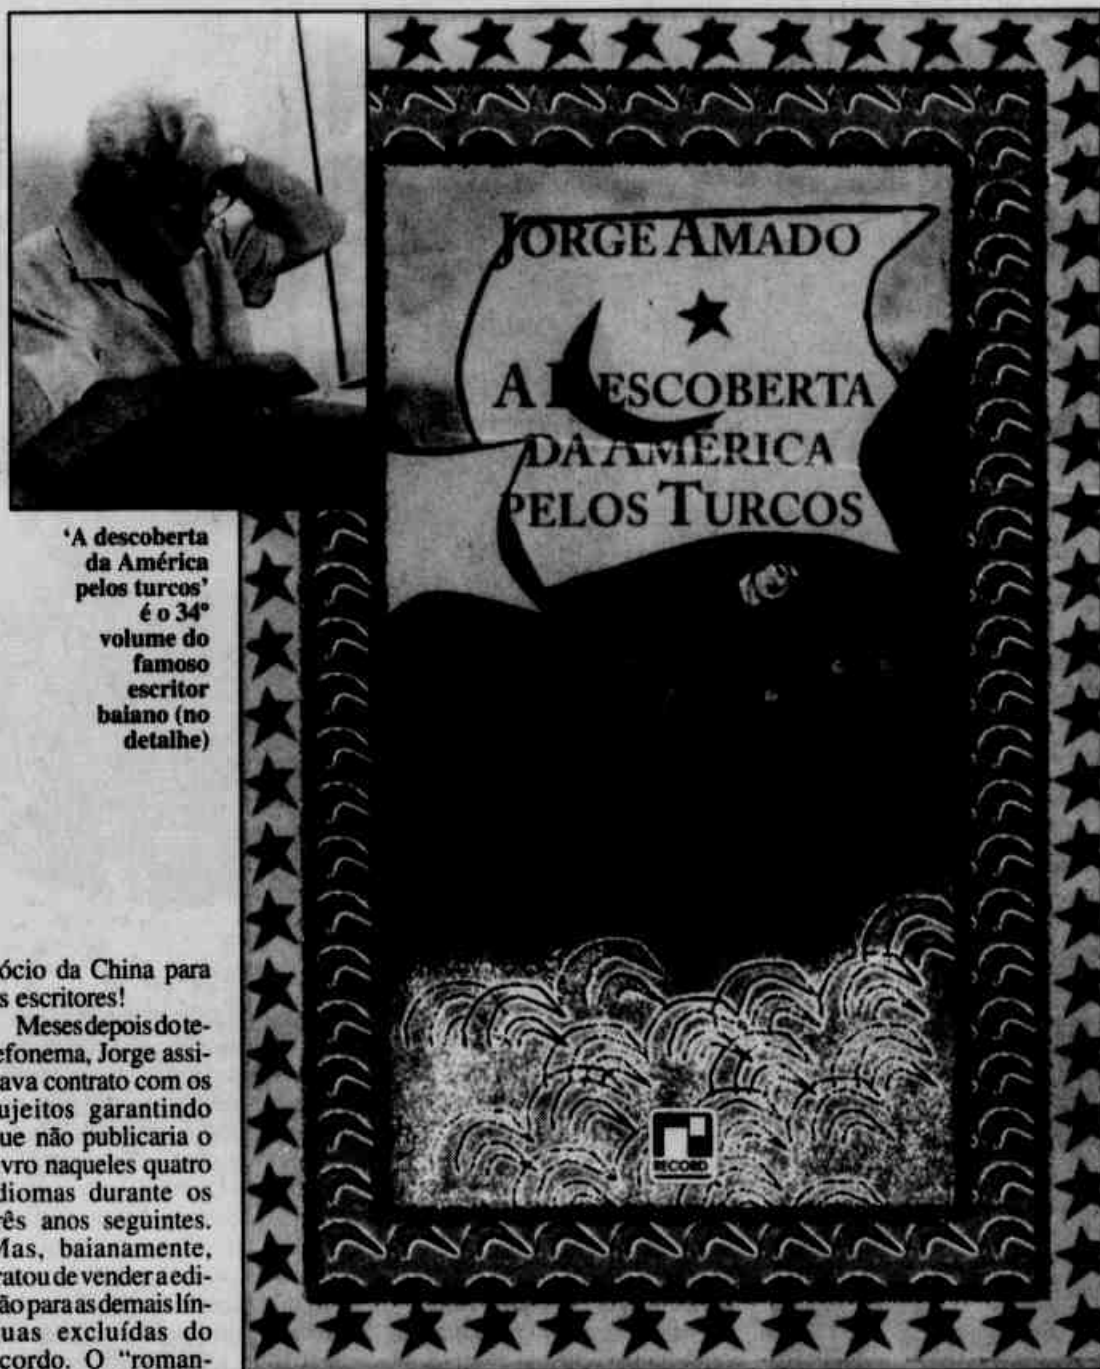 JORGE AMADO
A DESCOBERTA
DA AMÉRICA
PELOS TURCOS
RECORD
‘A descoberta
da América
pelos turcos’
é o 34º
volume do
famoso
escritor
baiano (no
detalhe)
ócio da China para
s escritores!
Meses depois do te-
efonema, Jorge assi-
ava contrato com os
ujeitos garantindo
ue não publicaria o
ivro naqueles quatro
diomas durante os
rês anos seguintes.
Mas, baianamente,
ratou de vender a edi-
ão para as demais lín-
uas excluídas do
cordo. O “roman-